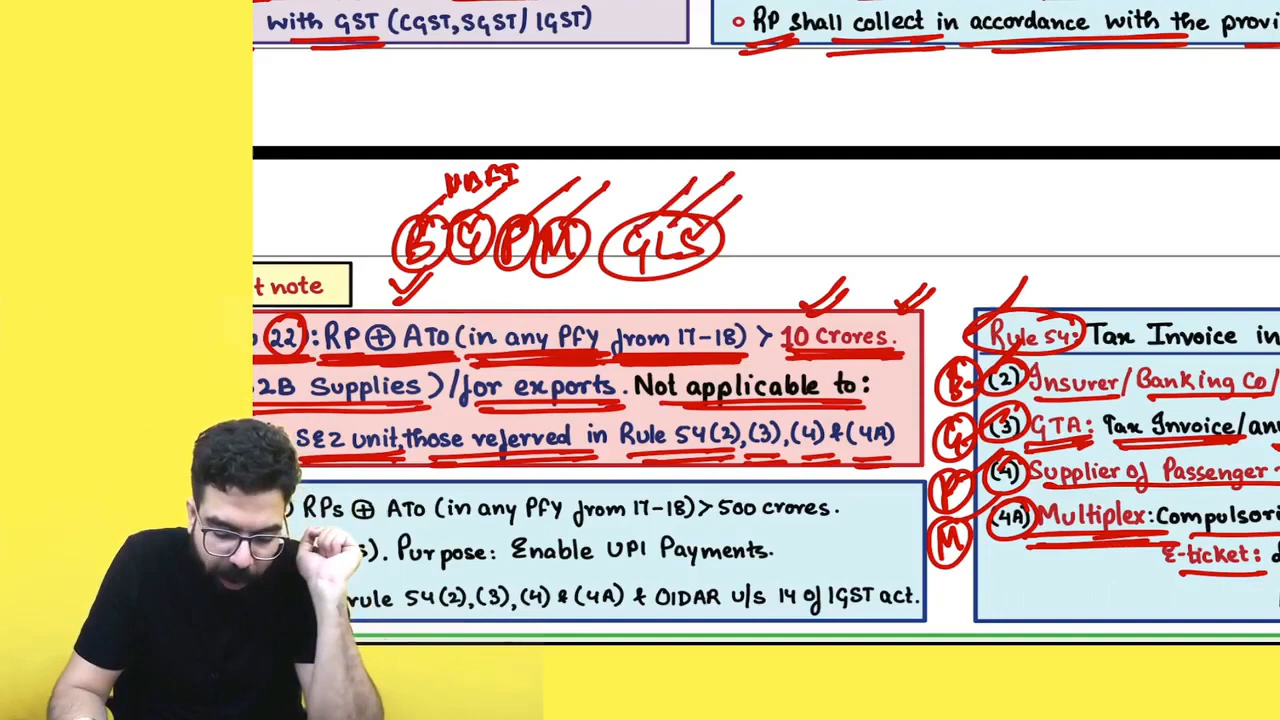 with GST (CGST,SGST/IGST)
RP shall collect in accordance with the provi
NBFI
B G P M GLS
t note
22 : RP ⊕ ATO (in any PFY from 17-18) > 10 Crores.
2B Supplies)/for exports. Not applicable to:
SEZ unit, those referred in Rule 54(2),(3),(4) & (4A)
RPs ⊕ ATO (in any PFY from 17-18) > 500 crores.
s). Purpose: Enable UPI Payments.
rule 54(2),(3),(4) & (4A) & OIDAR u/s 14 of IGST act.
Rule 54: Tax Invoice in
B (2) Insurer/Banking Co/
G (3) GTA: Tax Invoice/an
P (4) Supplier of Passenger
M (4A) Multiplex: Compulsori
E-ticket: